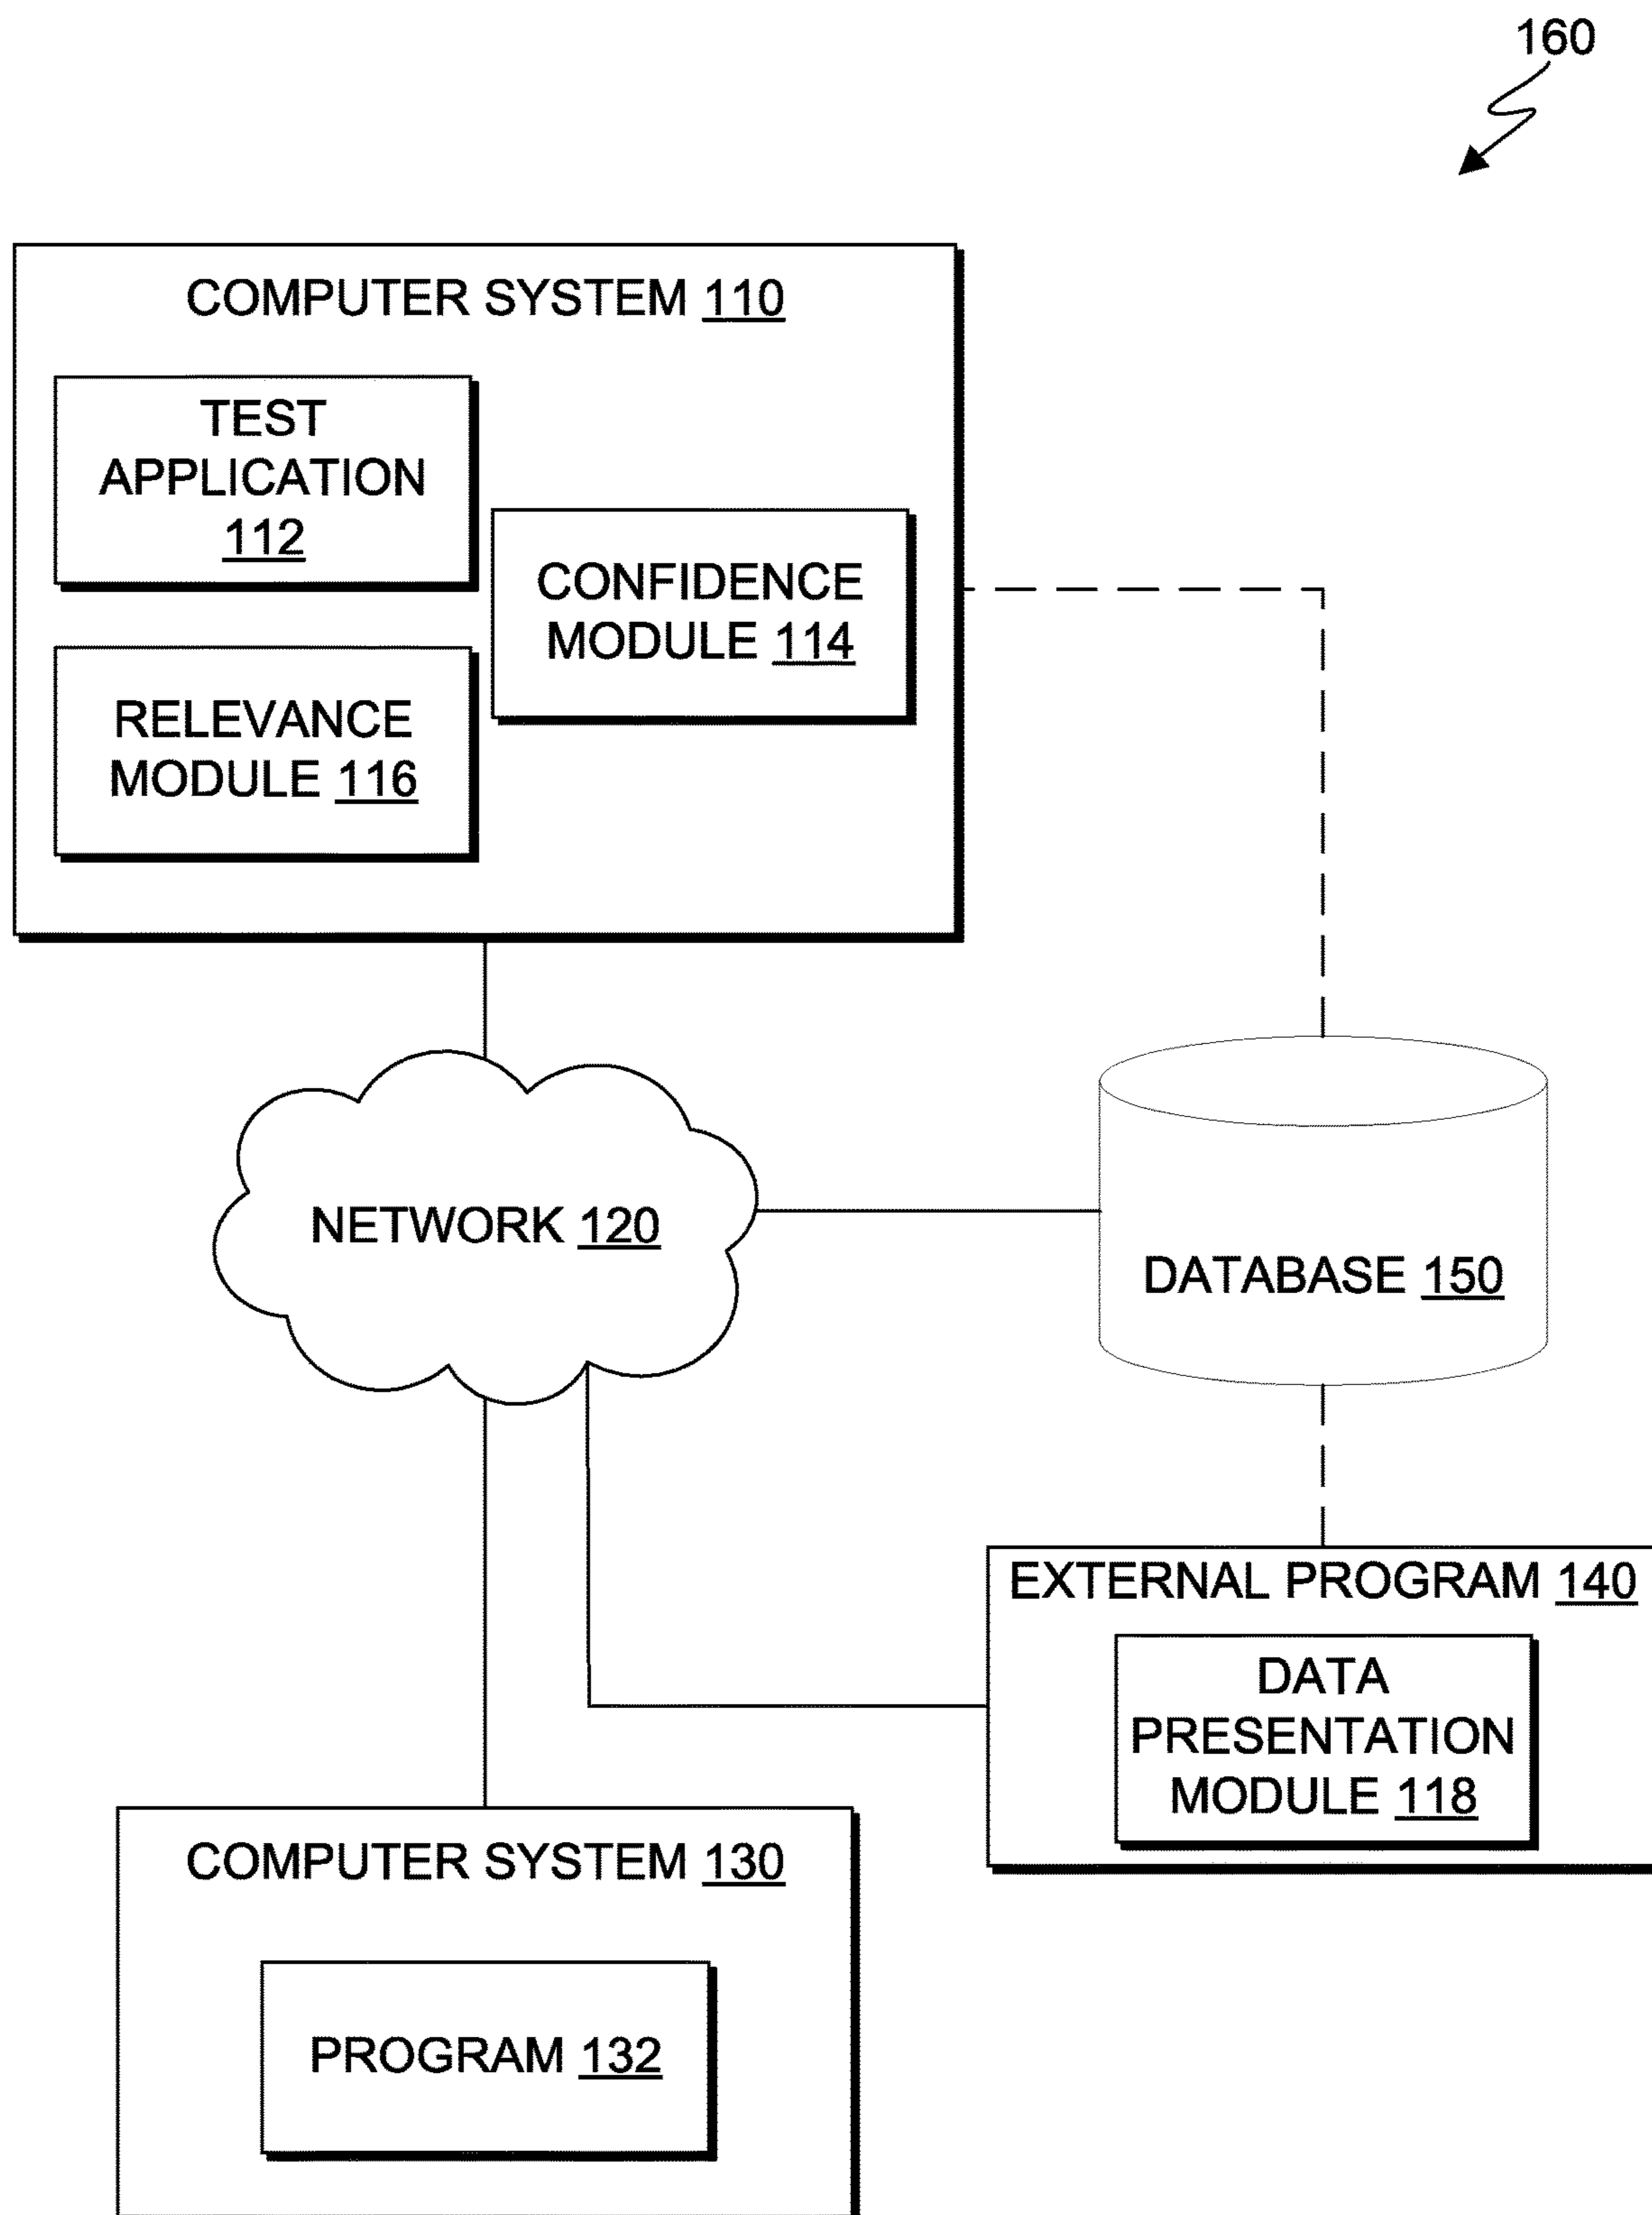 160
COMPUTER SYSTEM 110
TEST
APPLICATION
112
CONFIDENCE
MODULE 114
RELEVANCE
MODULE 116
NETWORK 120
DATABASE 150
EXTERNAL PROGRAM 140
DATA
PRESENTATION
MODULE 118
COMPUTER SYSTEM 130
PROGRAM 132